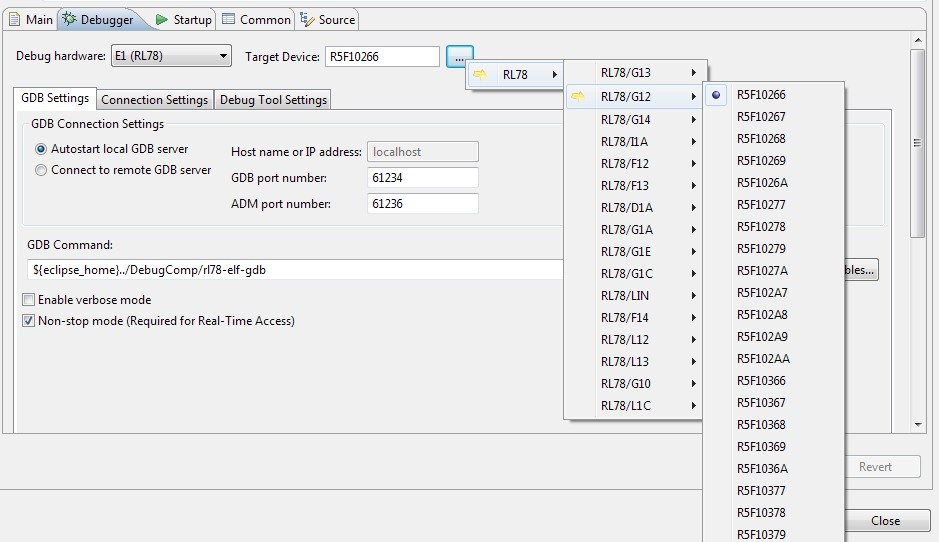 Main
Debugger
Startup
Common
Source
Debug hardware:
E1 (RL78)
Target Device:
R5F10266
...
GDB Settings
Connection Settings
Debug Tool Settings
GDB Connection Settings
Autostart local GDB server
Connect to remote GDB server
Host name or IP address:
localhost
GDB port number:
61234
ADM port number:
61236
GDB Command:
${eclipse_home}../DebugComp/rl78-elf-gdb
bles...
Enable verbose mode
Non-stop mode (Required for Real-Time Access)
RL78
RL78/G13
RL78/G12
RL78/G14
RL78/I1A
RL78/F12
RL78/F13
RL78/D1A
RL78/G1A
RL78/G1E
RL78/G1C
RL78/LIN
RL78/F14
RL78/L12
RL78/L13
RL78/G10
RL78/L1C
R5F10266
R5F10267
R5F10268
R5F10269
R5F1026A
R5F10277
R5F10278
R5F10279
R5F1027A
R5F102A7
R5F102A8
R5F102A9
R5F102AA
R5F10366
R5F10367
R5F10368
R5F10369
R5F1036A
R5F10377
R5F10378
R5F10379
Revert
Close